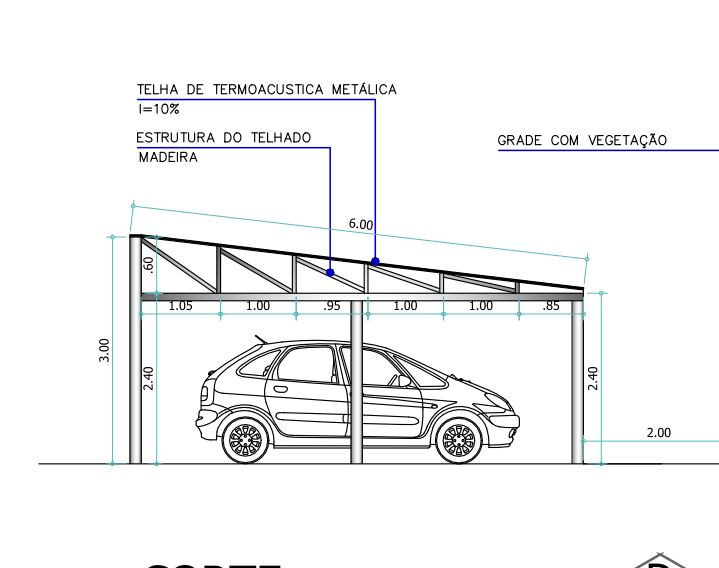 TELHA DE TERMOACUSTICA METÁLICA
I=10%
ESTRUTURA DO TELHADO
MADEIRA
GRADE COM VEGETAÇÃO
6.00
.60
1.05
1.00
.95
1.00
1.00
.85
3.00
2.40
2.40
2.00